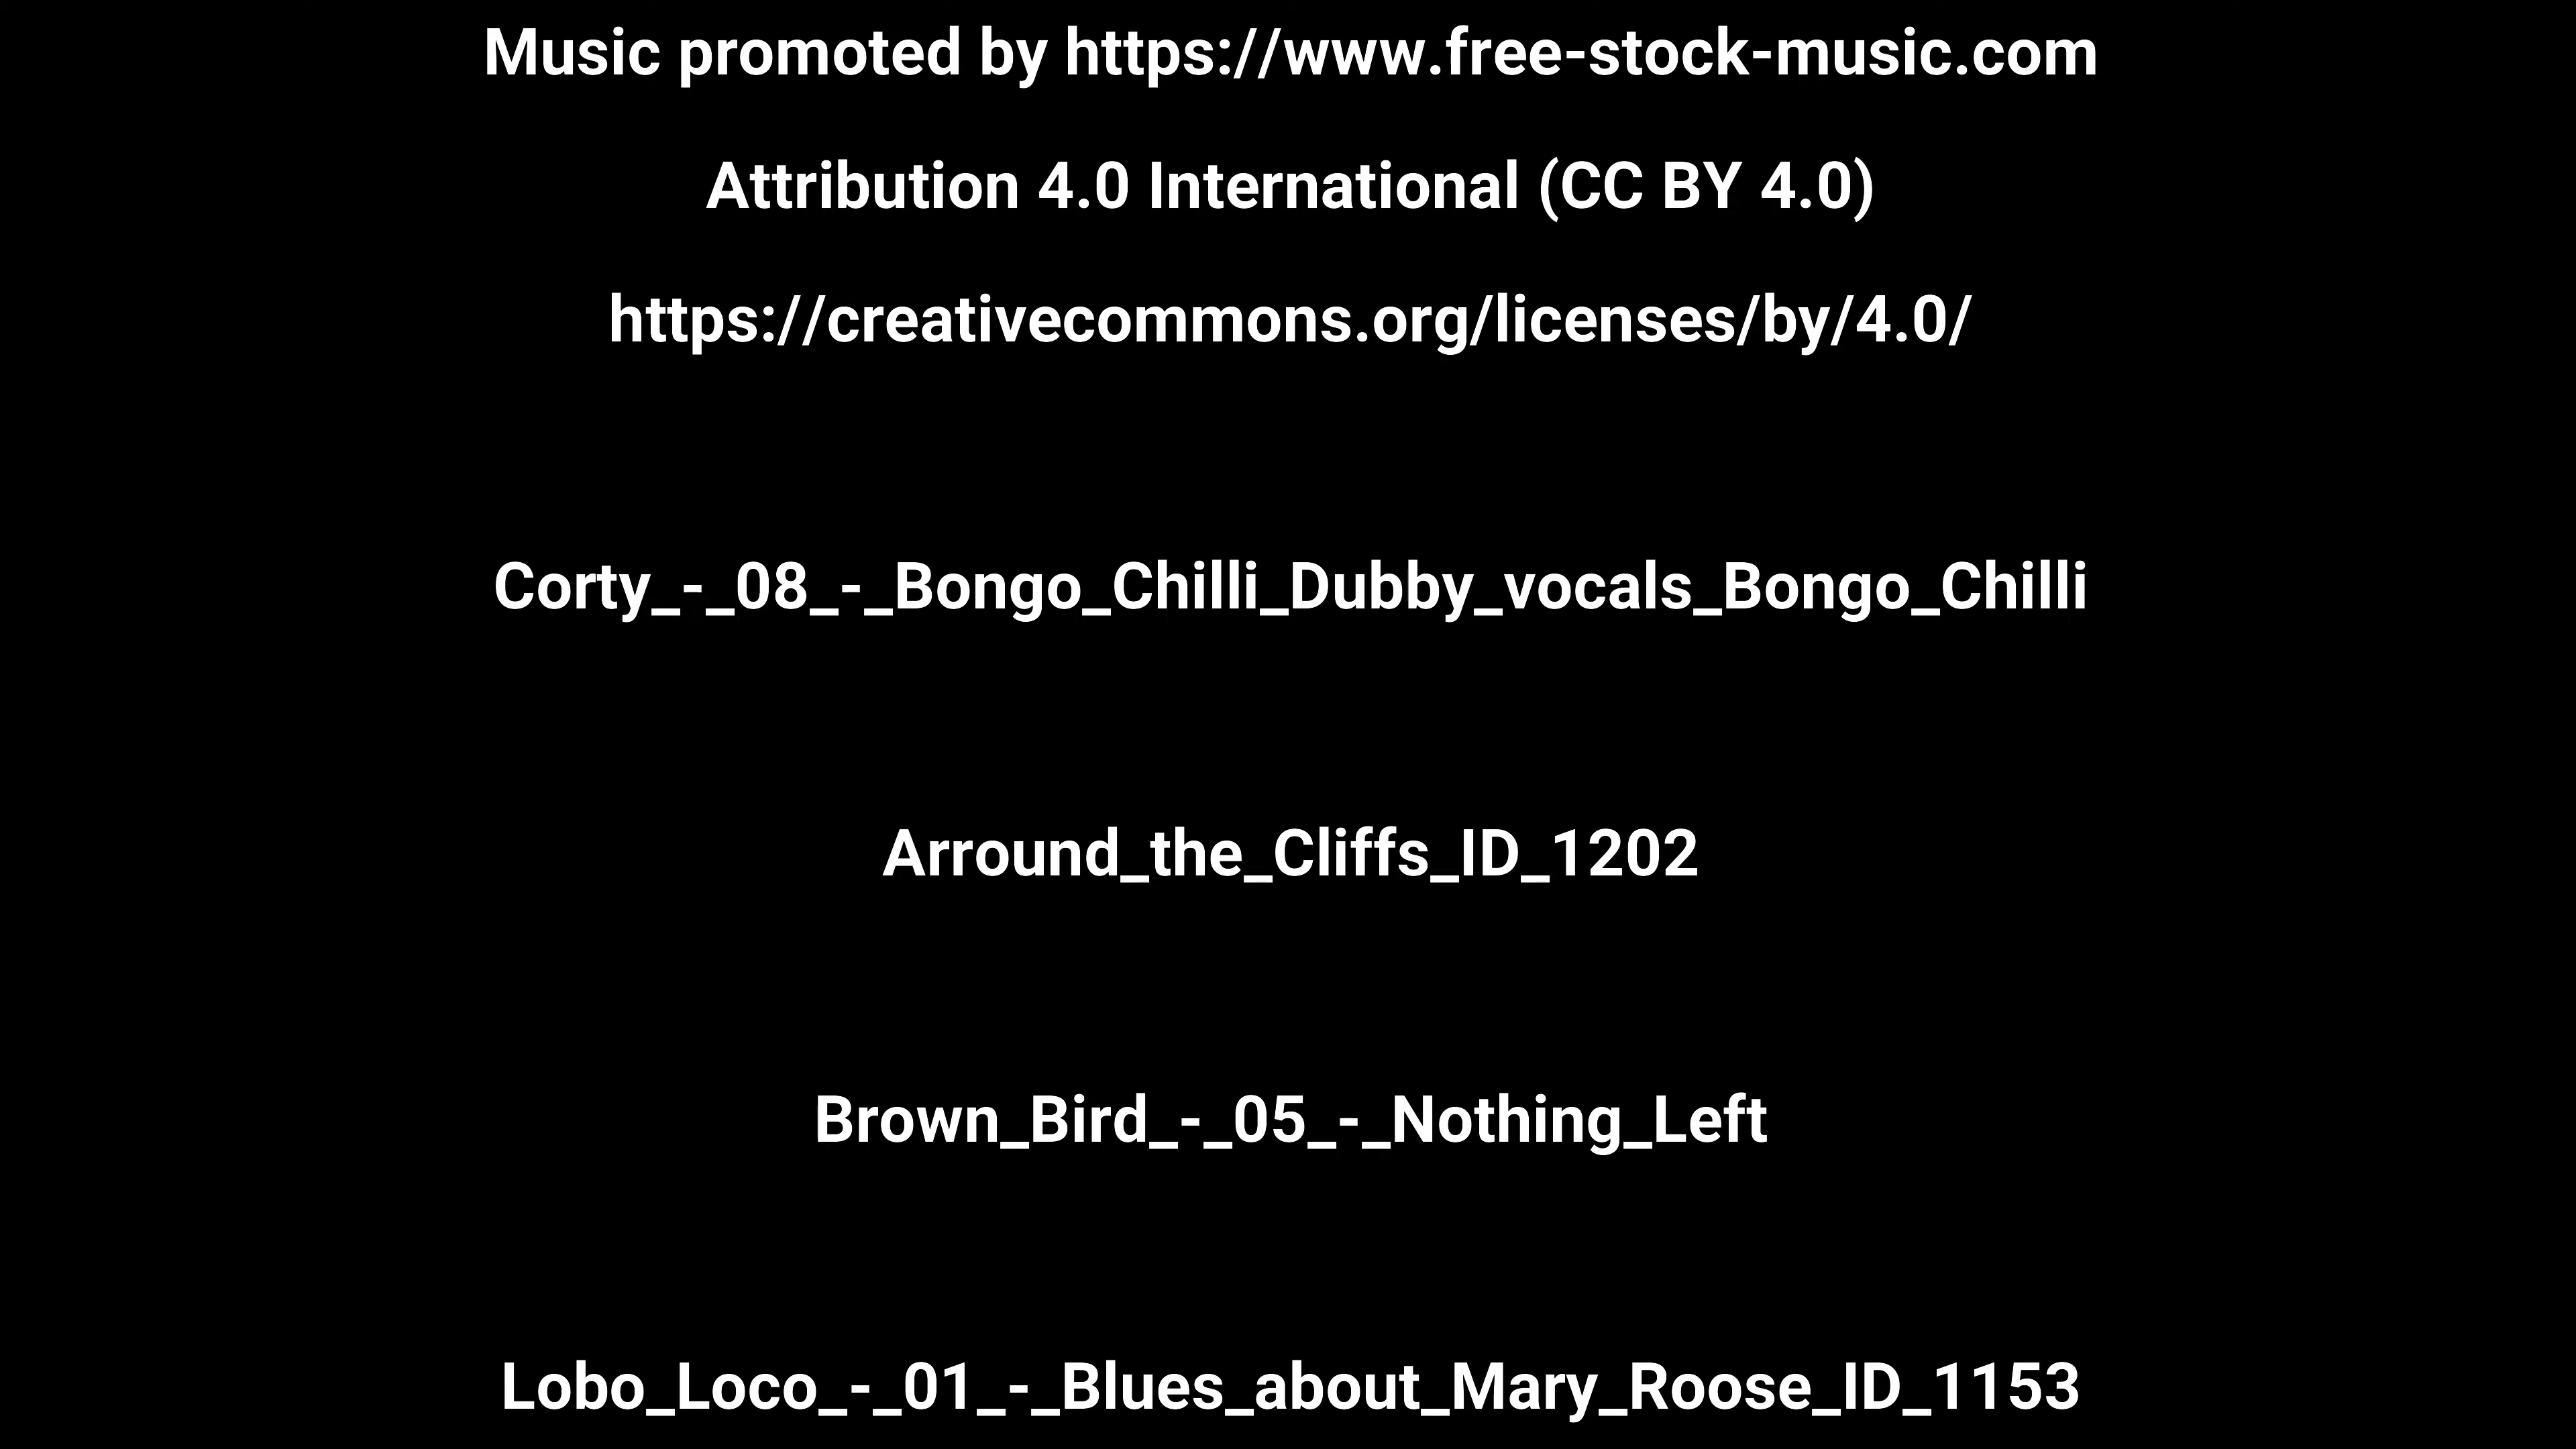 Music promoted by https://www.free-stock-music.com
Attribution 4.0 International (CC BY 4.0)
https://creativecommons.org/licenses/by/4.0/
Corty_-_08_-_Bongo_Chilli_Dubby_vocals_Bongo_Chilli
Arround_the_Cliffs_ID_1202
Brown_Bird_-_05_-_Nothing_Left
Lobo_Loco_-_01_-_Blues_about_Mary_Roose_ID_1153